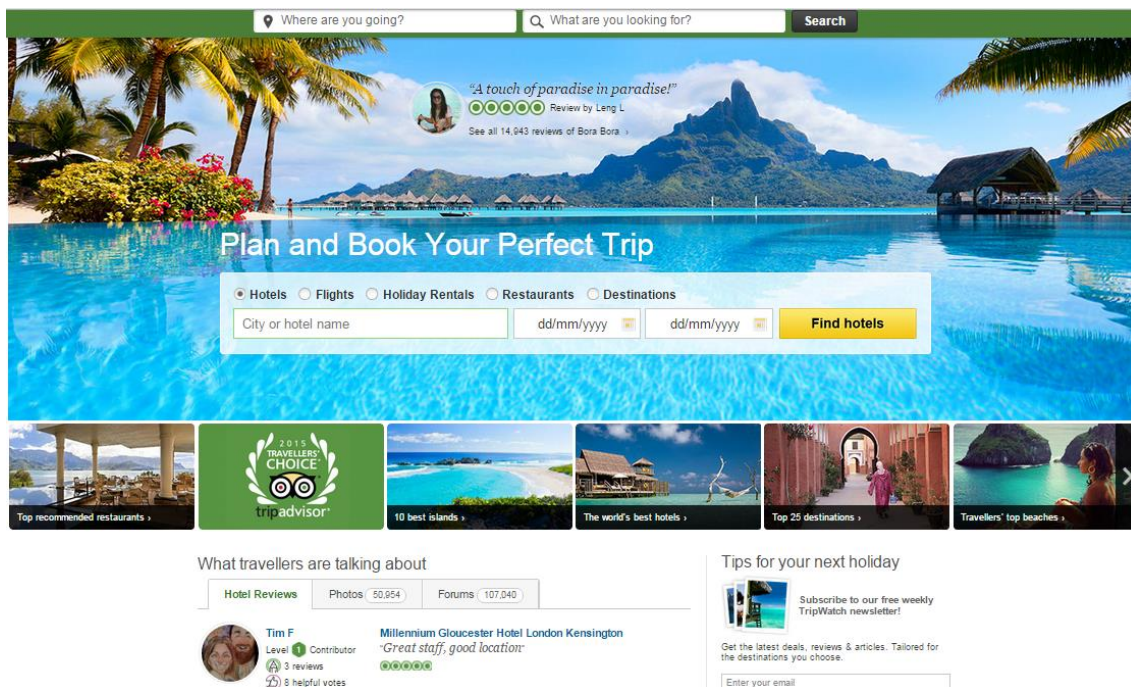 Where are you going?
What are you looking for?
Search
"A touch of paradise in paradise!"
Review by Leng L
See all 14,943 reviews of Bora Bora ›
Plan and Book Your Perfect Trip
Hotels Flights Holiday Rentals Restaurants Destinations
City or hotel name
dd/mm/yyyy
dd/mm/yyyy
Find hotels
Top recommended restaurants ›
2015
TRAVELLERS'
CHOICE
tripadvisor
10 best islands ›
The world's best hotels ›
Top 25 destinations ›
Travellers' top beaches ›
What travellers are talking about
Hotel Reviews
Photos 50,954
Forums 107,040
Tim F
Level 1 Contributor
3 reviews
8 helpful votes
Millennium Gloucester Hotel London Kensington
"Great staff, good location"
Tips for your next holiday
Subscribe to our free weekly
TripWatch newsletter!
Get the latest deals, reviews & articles. Tailored for
the destinations you choose.
Enter your email